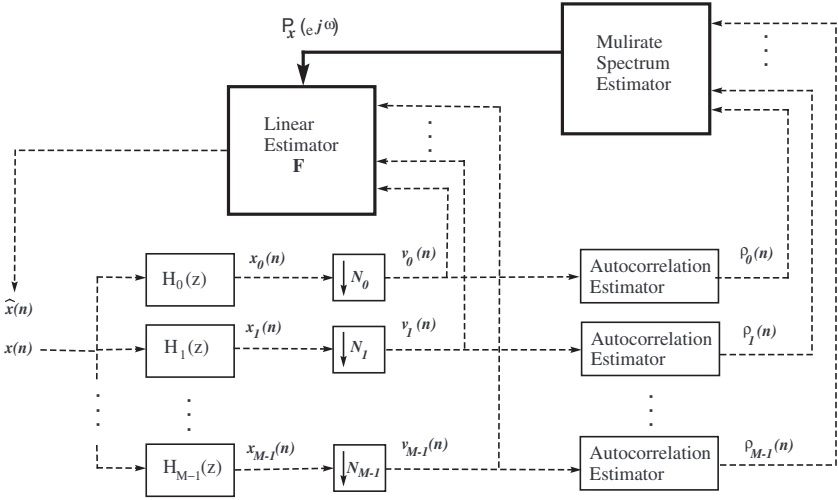 P_x(e jω)
Mulirate
Spectrum
Estimator
Linear
Estimator
F
x_0(n)
v_0(n)
ρ_0(n)
H_0(z)
↓N_0
Autocorrelation
Estimator
x̂(n)
x_1(n)
v_1(n)
ρ_1(n)
x(n)
H_1(z)
↓N_1
Autocorrelation
Estimator
x_{M-1}(n)
v_{M-1}(n)
ρ_{M-1}(n)
H_{M-1}(z)
↓N_{M-1}
Autocorrelation
Estimator